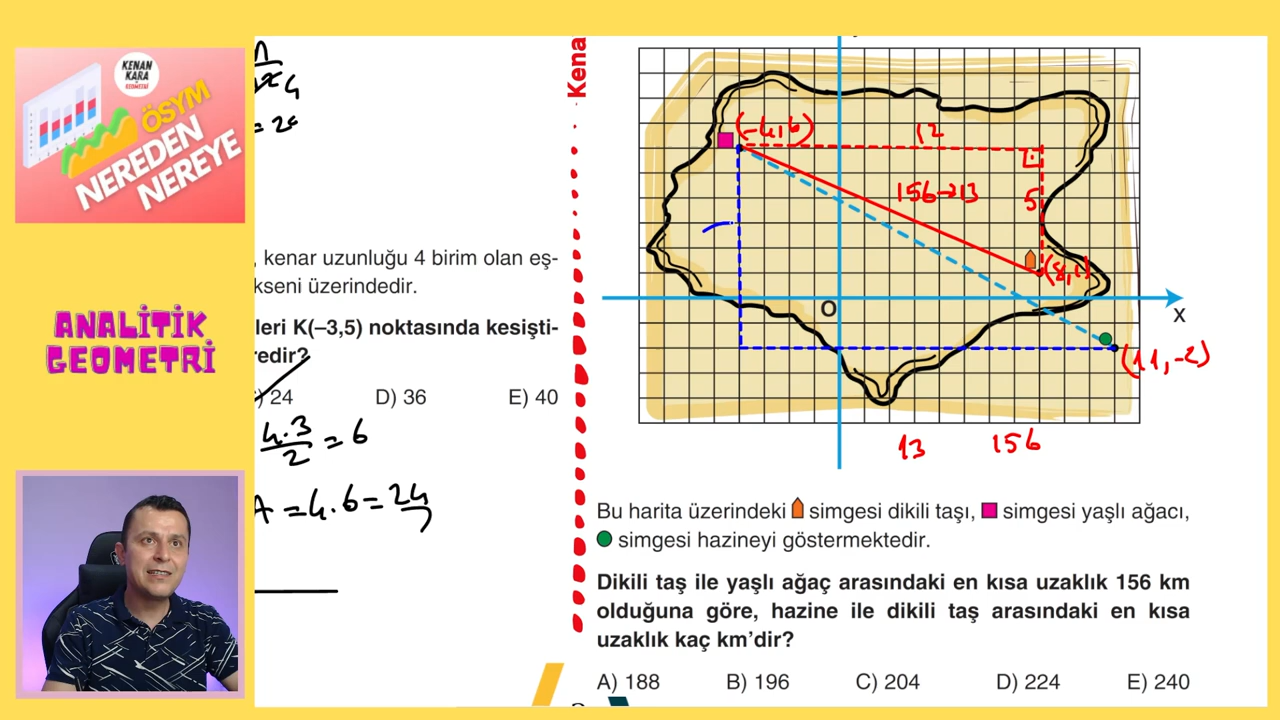 KENAN
KARA
GEOMETRİ
ÖSYM
NEREDEN
NEREYE
ANALİTİK
GEOMETRİ
= 24
, kenar uzunluğu 4 birim olan eş-
kseni üzerindedir.
leri K(–3,5) noktasında kesişti-
redir?
24 D) 36 E) 40
4.3/2 = 6
A = 4.6 = 24
Kena
(-4,6)
12
156→13
5
(8,1)
O
x
(11,-2)
13 156
Bu harita üzerindeki simgesi dikili taşı, simgesi yaşlı ağacı,
simgesi hazineyi göstermektedir.
Dikili taş ile yaşlı ağaç arasındaki en kısa uzaklık 156 km
olduğuna göre, hazine ile dikili taş arasındaki en kısa
uzaklık kaç km'dir?
A) 188 B) 196 C) 204 D) 224 E) 240